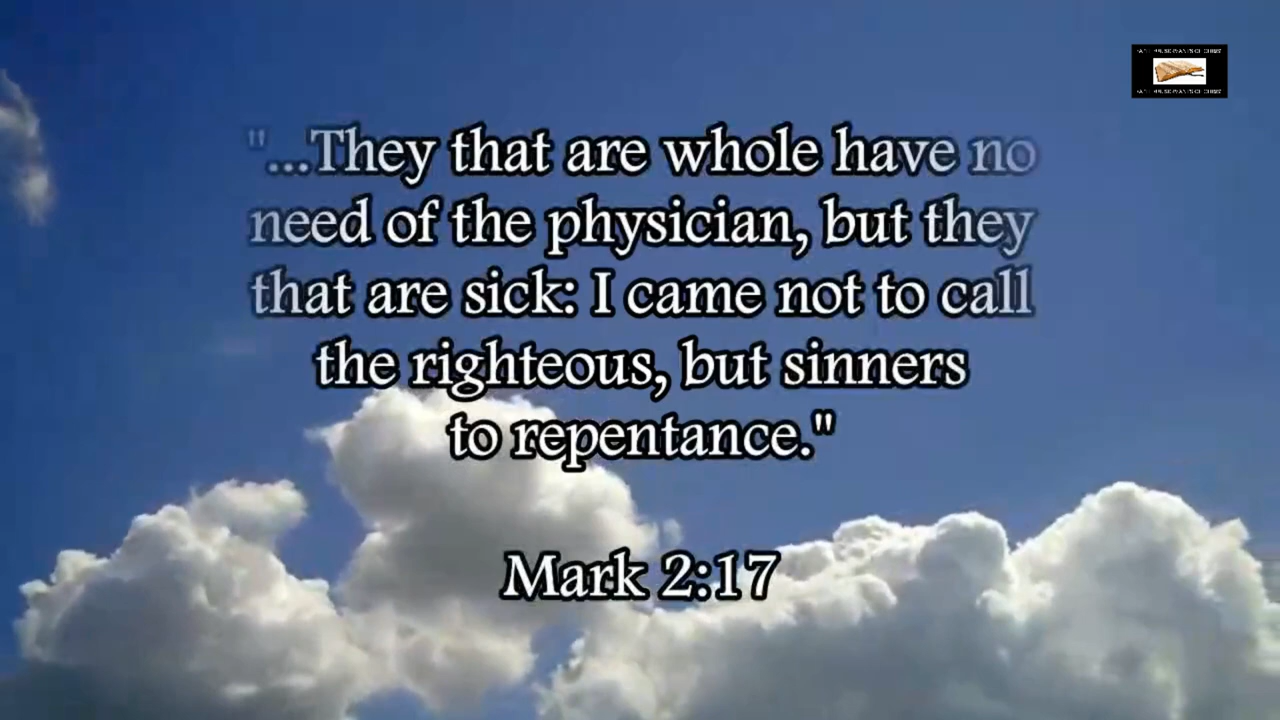 "...They that are whole have no
need of the physician, but they
that are sick: I came not to call
the righteous, but sinners
to repentance."
Mark 2:17